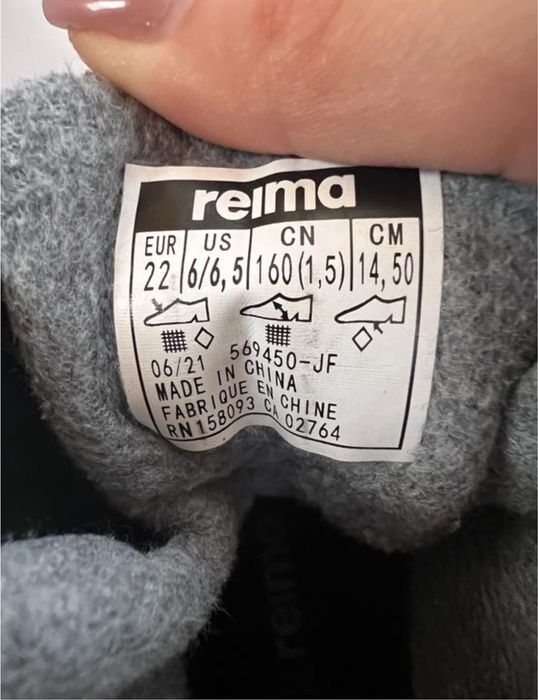 reima
EUR US CN CM
22 6/6,5 160(1,5) 14,50
06/21 569450-JF
MADE IN CHINA
FABRIQUE EN CHINE
RN158093 CA 02764
reima